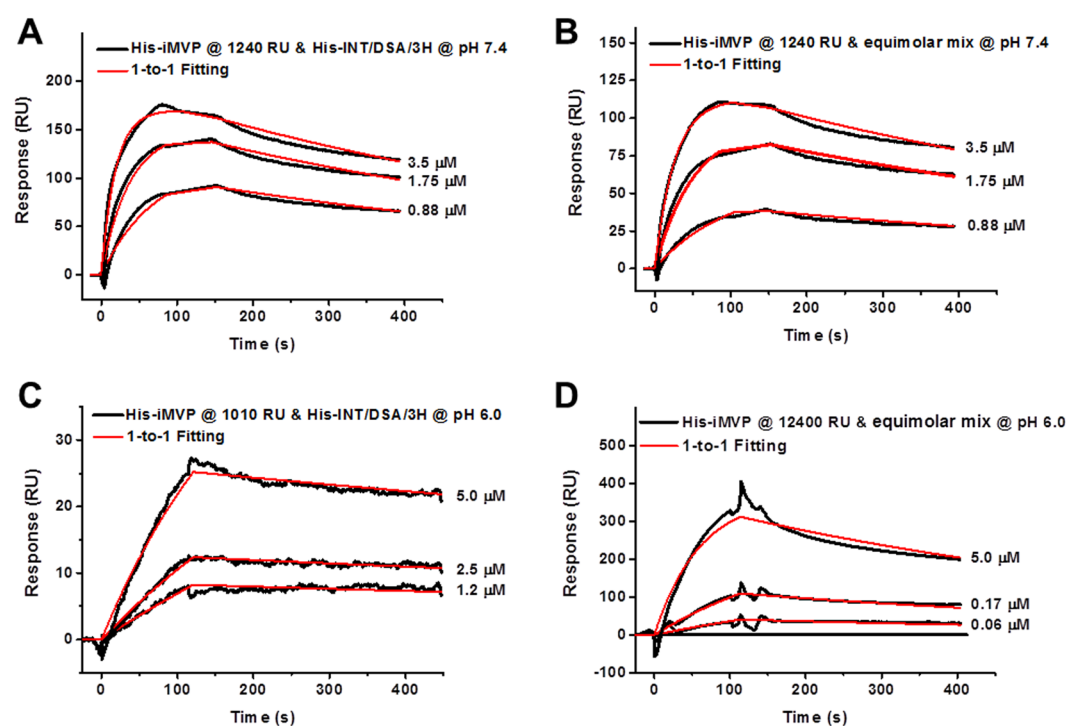 A
His-iMVP @ 1240 RU & His-INT/DSA/3H @ pH 7.4
1-to-1 Fitting
200
150
100
50
0
Response (RU)
3.5 µM
1.75 µM
0.88 µM
0 100 200 300 400
Time (s)
B
His-iMVP @ 1240 RU & equimolar mix @ pH 7.4
1-to-1 Fitting
150
125
100
75
50
25
0
Response (RU)
3.5 µM
1.75 µM
0.88 µM
0 100 200 300 400
Time (s)
C
His-iMVP @ 1010 RU & His-INT/DSA/3H @ pH 6.0
1-to-1 Fitting
30
20
10
0
Response (RU)
5.0 µM
2.5 µM
1.2 µM
0 100 200 300 400
Time (s)
D
His-iMVP @ 12400 RU & equimolar mix @ pH 6.0
1-to-1 Fitting
500
400
300
200
100
0
-100
Response (RU)
5.0 µM
0.17 µM
0.06 µM
0 100 200 300 400
Time (s)